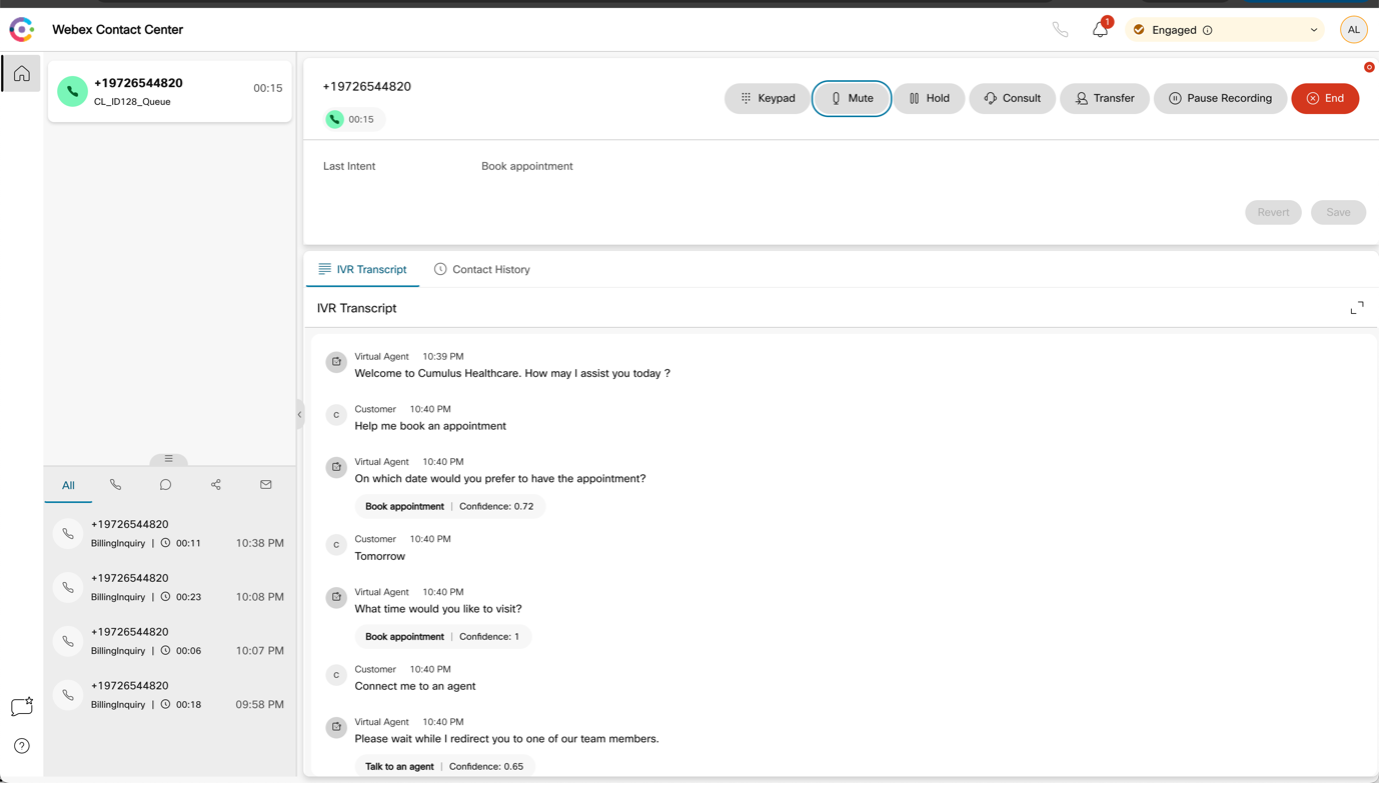 Webex Contact Center
1
Engaged
AL
+19726544820
00:15
CL_ID128_Queue
+19726544820
00:15
Keypad
Mute
Hold
Consult
Transfer
Pause Recording
End
Last Intent
Book appointment
Revert
Save
IVR Transcript
Contact History
IVR Transcript
Virtual Agent 10:39 PM
Welcome to Cumulus Healthcare. How may I assist you today ?
C
Customer 10:40 PM
Help me book an appointment
Virtual Agent 10:40 PM
On which date would you prefer to have the appointment?
Book appointment | Confidence: 0.72
C
Customer 10:40 PM
Tomorrow
Virtual Agent 10:40 PM
What time would you like to visit?
Book appointment | Confidence: 1
C
Customer 10:40 PM
Connect me to an agent
Virtual Agent 10:40 PM
Please wait while I redirect you to one of our team members.
Talk to an agent | Confidence: 0.65
All
+19726544820
BillingInquiry | 00:11 10:38 PM
+19726544820
BillingInquiry | 00:23 10:08 PM
+19726544820
BillingInquiry | 00:06 10:07 PM
+19726544820
BillingInquiry | 00:18 09:58 PM